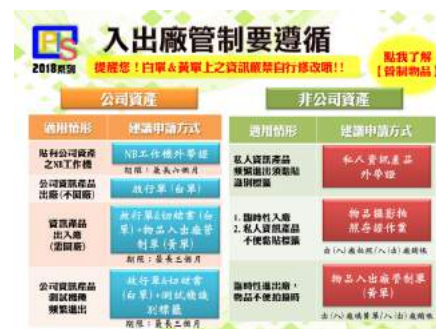 入出廠管制要遵循
2018系列
提醒您！白單&黃單上之資訊嚴禁自行修改哦!!
點我了解
【管制物品】
公司資產
適用情形
建議申請方式
貼有公司資產
之NB工作機
NB工作機外帶證
期限：最長六個月
公司資訊產品
出廠(不回廠)
放行單(白單)
資訊產品
出入廠
(需回廠)
放行單&切結書(白
單)+物品入出廠管
制單(黃單)
期限：最長三個月
公司資訊產品
測試機種
頻繁進出
放行單&切結書
(白單)+測試機識
別標籤
期限：最長三個月
非公司資產
適用情形
建議申請方式
私人資訊產品
頻繁進出須黏貼
識別標籤
私人資訊產品
外帶證
1. 臨時性入廠
2. 私人資訊產品
不便黏貼標籤
物品攝影拍
照存證作業
臨時性進出廠，
物品不便拍攝時
物品入出廠管制單
(黃單)